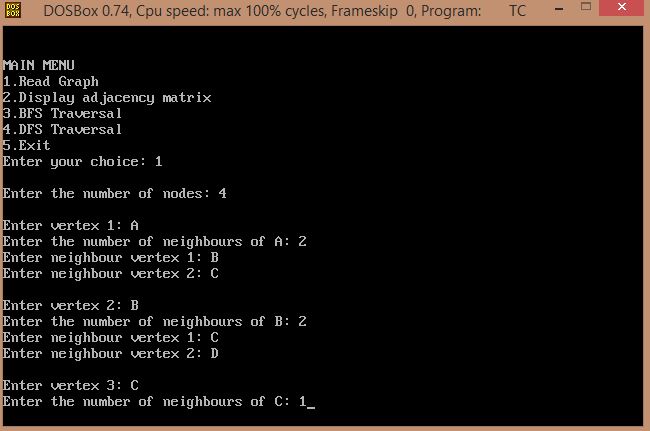 DOS BOX
DOSBox 0.74, Cpu speed: max 100% cycles, Frameskip 0, Program: TC
MAIN MENU
1.Read Graph
2.Display adjacency matrix
3.BFS Traversal
4.DFS Traversal
5.Exit
Enter your choice: 1
Enter the number of nodes: 4
Enter vertex 1: A
Enter the number of neighbours of A: 2
Enter neighbour vertex 1: B
Enter neighbour vertex 2: C
Enter vertex 2: B
Enter the number of neighbours of B: 2
Enter neighbour vertex 1: C
Enter neighbour vertex 2: D
Enter vertex 3: C
Enter the number of neighbours of C: 1_